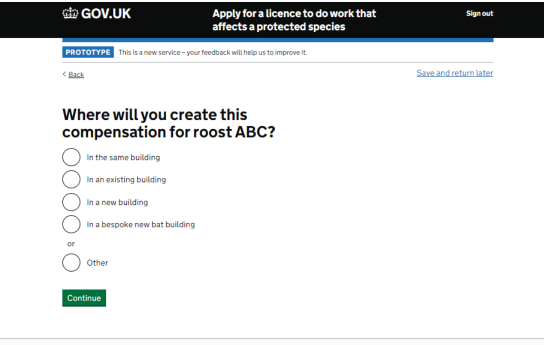 GOV.UK
Apply for a licence to do work that
affects a protected species
Sign out
PROTOTYPE This is a new service – your feedback will help us to improve it.
< Back
Save and return later
Where will you create this
compensation for roost ABC?
In the same building
In an existing building
In a new building
In a bespoke new bat building
or
Other
Continue